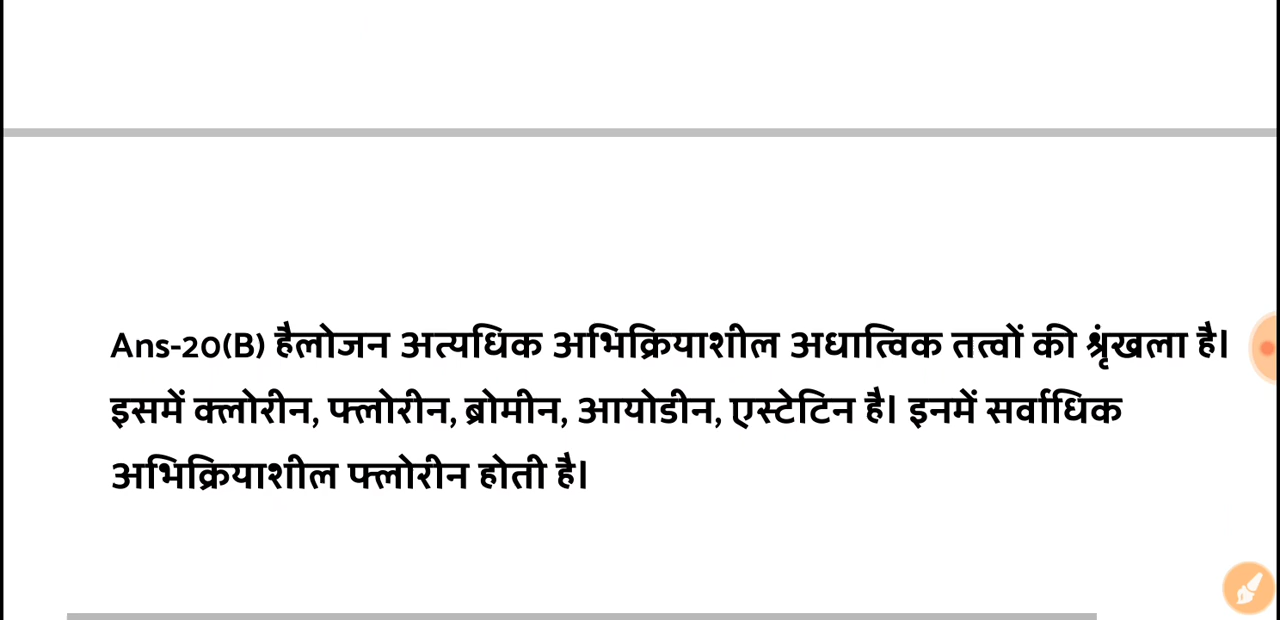 Ans-20(B) हैलोजन अत्यधिक अभिक्रियाशील अधात्विक तत्वों की श्रृंखला है।
इसमें क्लोरीन, फ्लोरीन, ब्रोमीन, आयोडीन, एस्टेटिन है। इनमें सर्वाधिक
अभिक्रियाशील फ्लोरीन होती है।